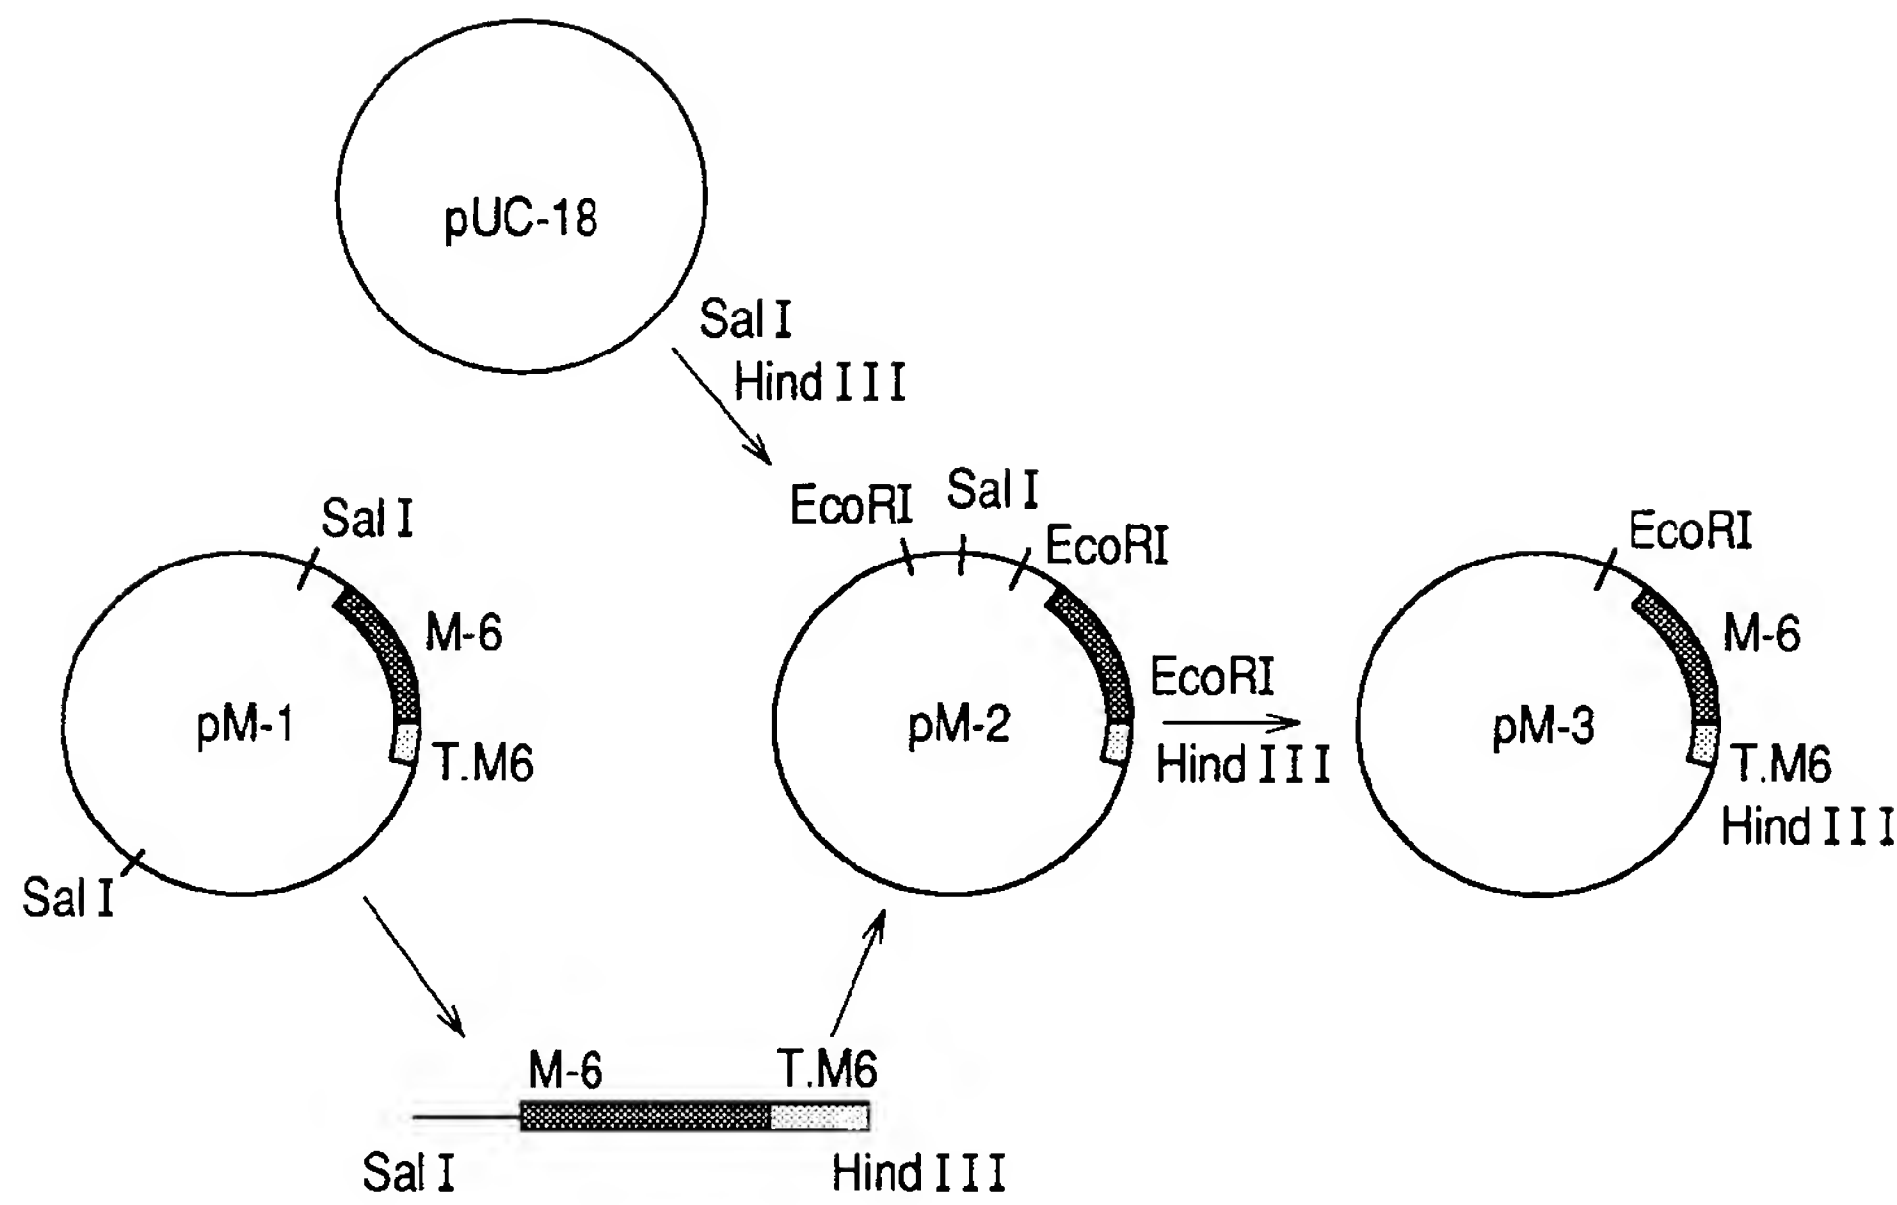 pUC-18
Sal I
Hind III
EcoRI
Sal I
EcoRI
Sal I
M-6
pM-1
T.M6
Sal I
pM-2
EcoRI
Hind III
EcoRI
M-6
pM-3
T.M6
Hind III
M-6
T.M6
Sal I
Hind III